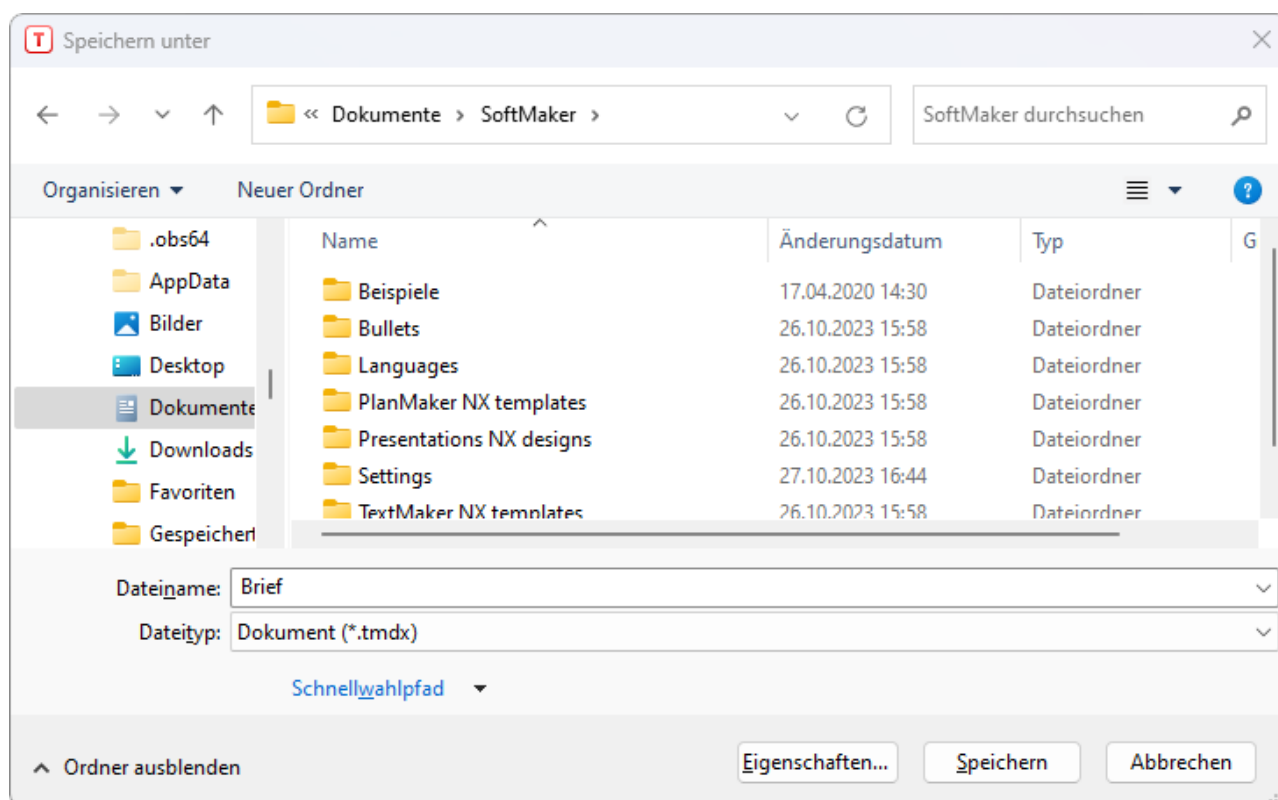 T Speichern unter
« Dokumente > SoftMaker > SoftMaker durchsuchen
Organisieren Neuer Ordner ?
.obs64
AppData
Bilder
Desktop
Dokumente
Downloads
Favoriten
Gespeichert
Name Änderungsdatum Typ G
Beispiele 17.04.2020 14:30 Dateiordner
Bullets 26.10.2023 15:58 Dateiordner
Languages 26.10.2023 15:58 Dateiordner
PlanMaker NX templates 26.10.2023 15:58 Dateiordner
Presentations NX designs 26.10.2023 15:58 Dateiordner
Settings 27.10.2023 16:44 Dateiordner
TextMaker NX templates 26.10.2023 15:58 Dateiordner
Dateiname: Brief
Dateityp: Dokument (*.tmdx)
Schnellwahlpfad
Ordner ausblenden Eigenschaften... Speichern Abbrechen